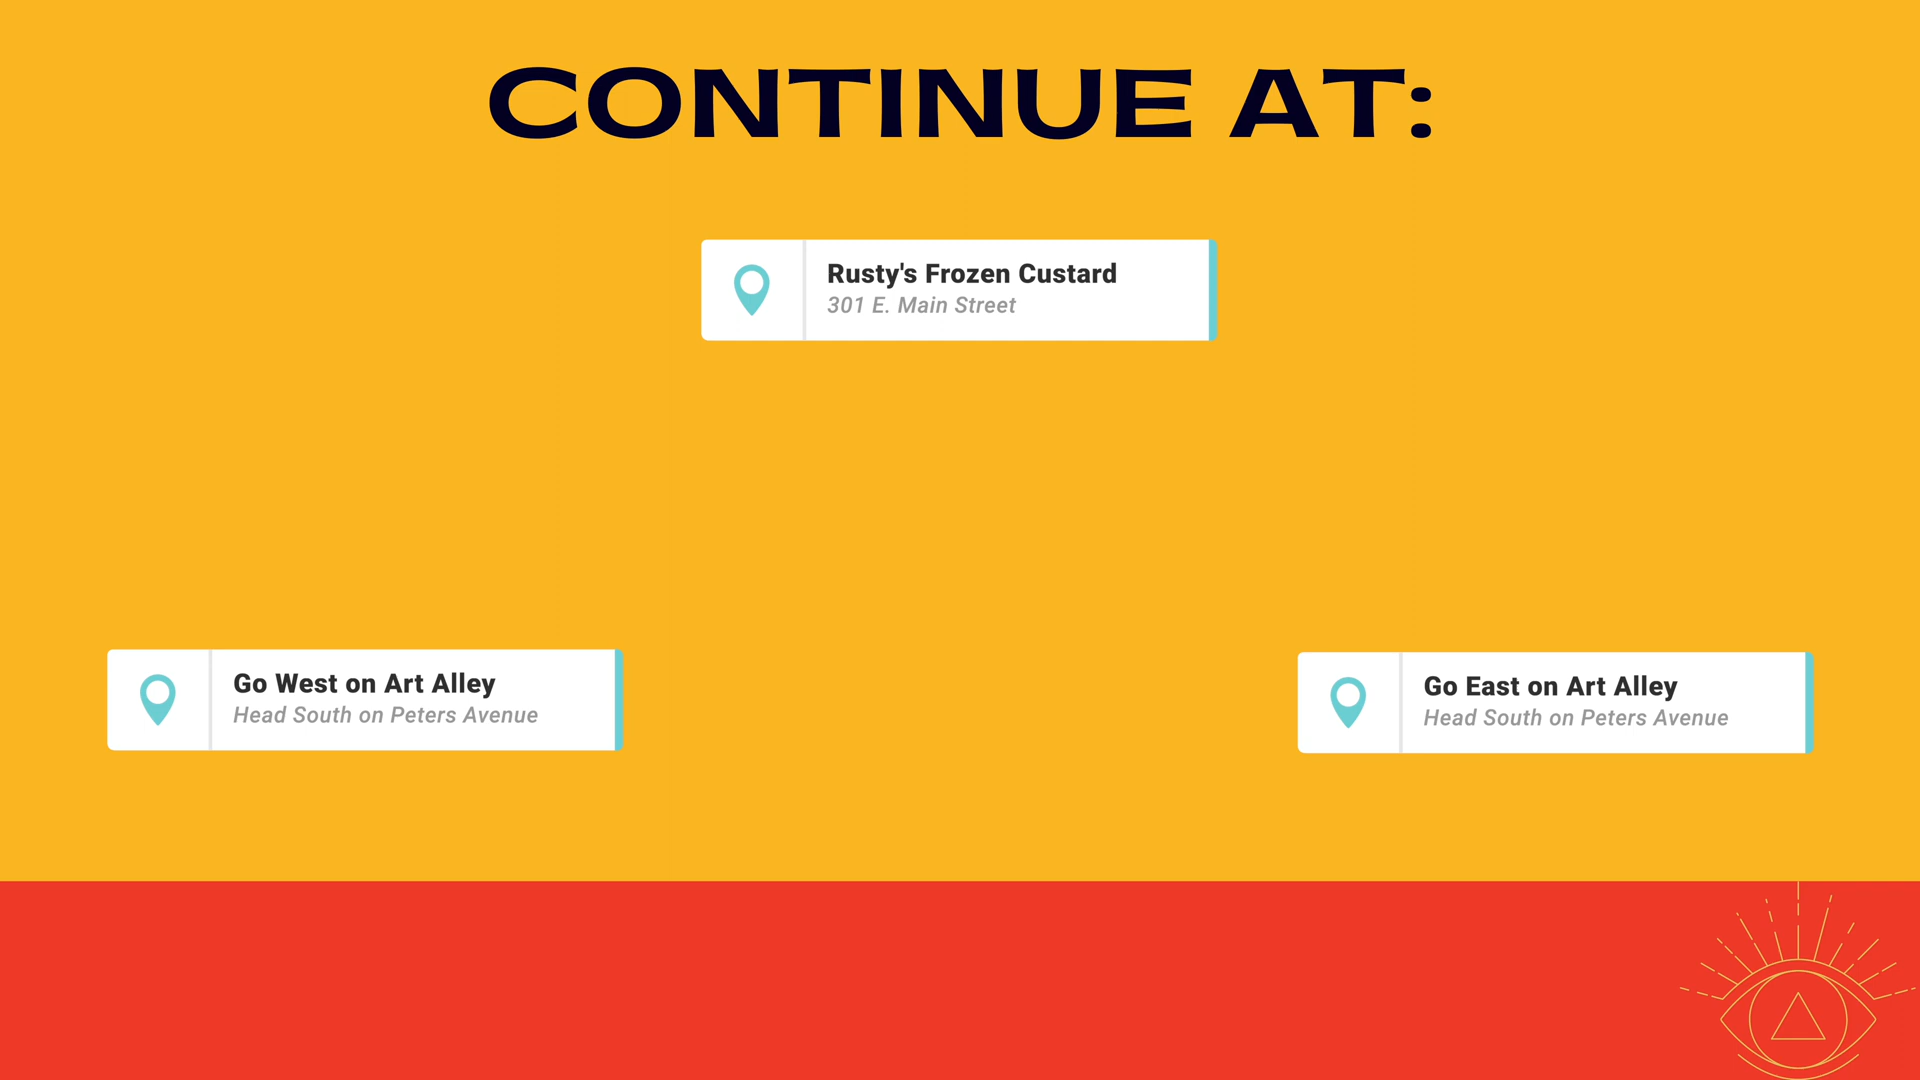 CONTINUE AT:
Rusty's Frozen Custard
301 E. Main Street
Go West on Art Alley
Head South on Peters Avenue
Go East on Art Alley
Head South on Peters Avenue